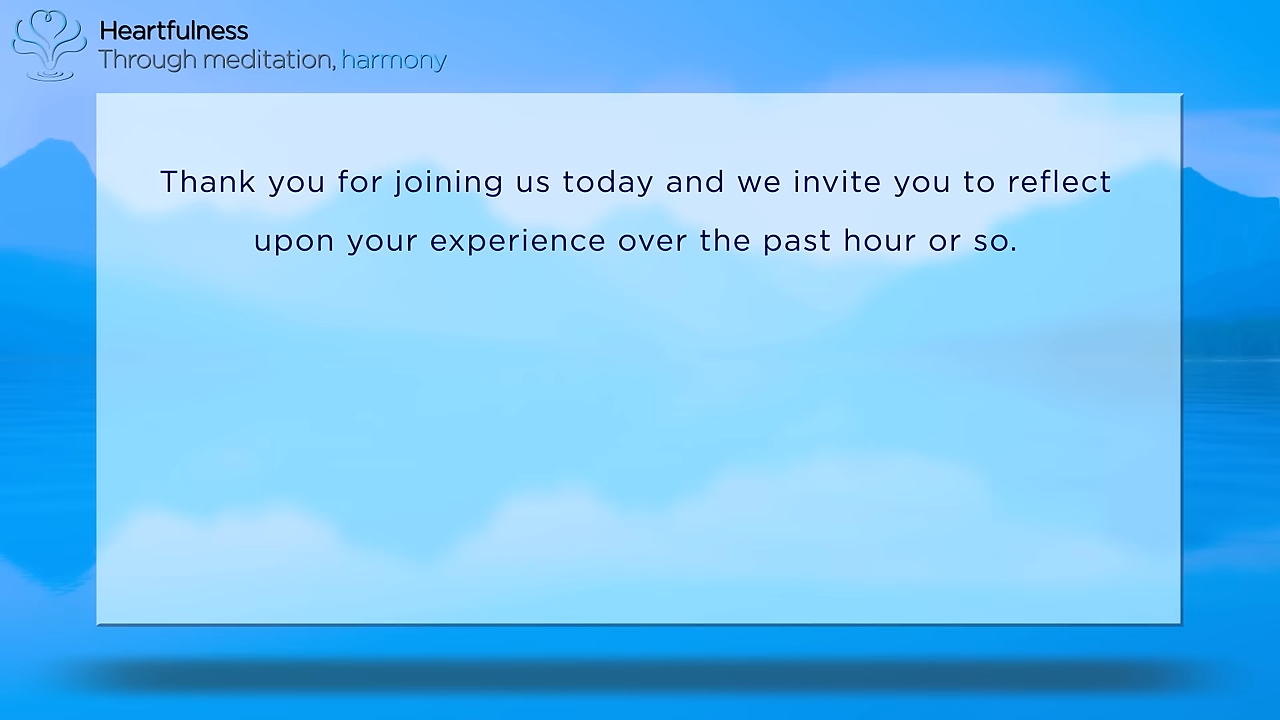 Heartfulness
Through meditation, harmony
Thank you for joining us today and we invite you to reflect
upon your experience over the past hour or so.